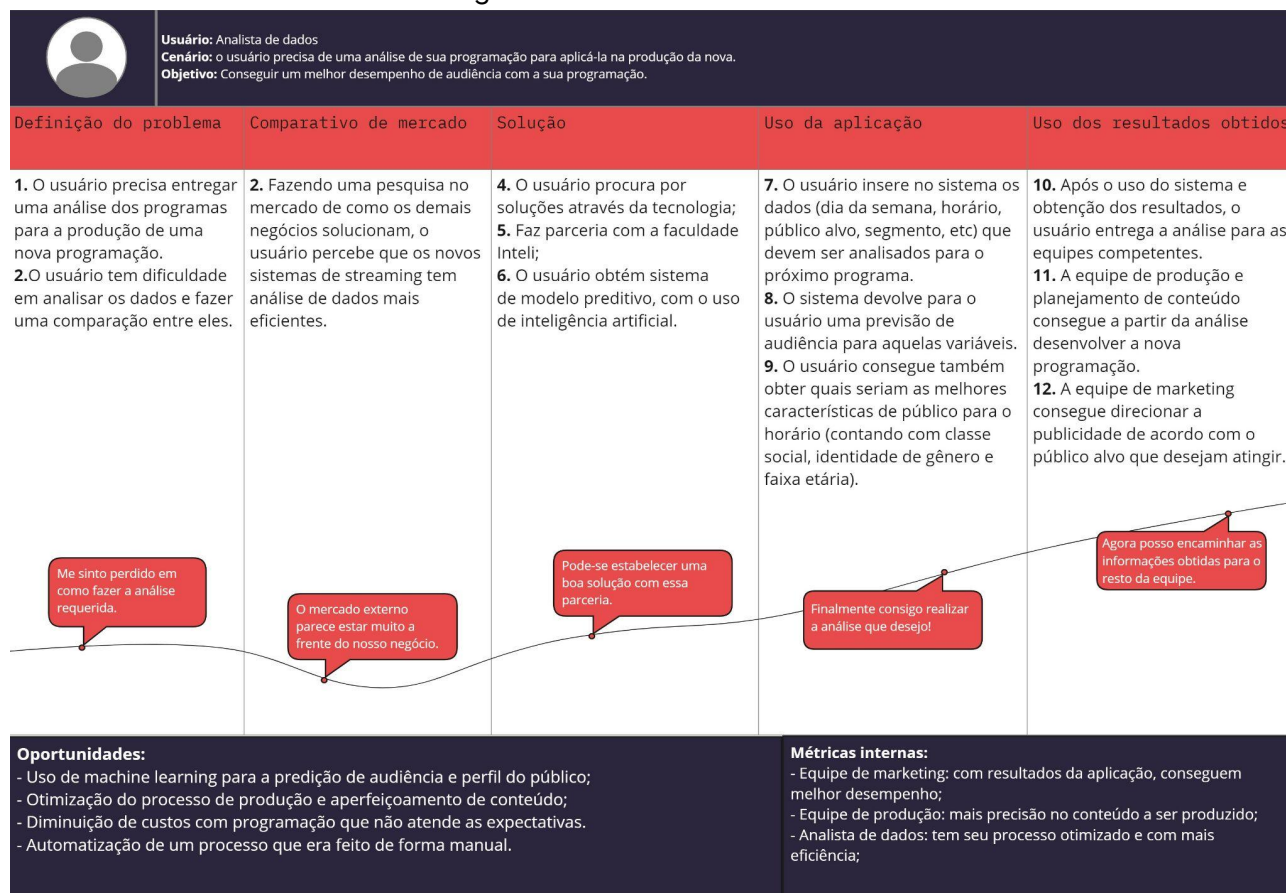 Usuário: Analista de dados
Cenário: o usuário precisa de uma análise de sua programação para aplicá-la na produção da nova.
Objetivo: Conseguir um melhor desempenho de audiência com a sua programação.
Definição do problema
1. O usuário precisa entregar
uma análise dos programas
para a produção de uma
nova programação.
2.O usuário tem dificuldade
em analisar os dados e fazer
uma comparação entre eles.
Me sinto perdido em
como fazer a análise
requerida.
Comparativo de mercado
2. Fazendo uma pesquisa no
mercado de como os demais
negócios solucionam, o
usuário percebe que os novos
sistemas de streaming tem
análise de dados mais
eficientes.
O mercado externo
parece estar muito a
frente do nosso negócio.
Solução
4. O usuário procura por
soluções através da tecnologia;
5. Faz parceria com a faculdade
Inteli;
6. O usuário obtém sistema
de modelo preditivo, com o uso
de inteligência artificial.
Pode-se estabelecer uma
boa solução com essa
parceria.
Uso da aplicação
7. O usuário insere no sistema os
dados (dia da semana, horário,
público alvo, segmento, etc) que
devem ser analisados para o
próximo programa.
8. O sistema devolve para o
usuário uma previsão de
audiência para aquelas variáveis.
9. O usuário consegue também
obter quais seriam as melhores
características de público para o
horário (contando com classe
social, identidade de gênero e
faixa etária).
Finalmente consigo realizar
a análise que desejo!
Uso dos resultados obtidos
10. Após o uso do sistema e
obtenção dos resultados, o
usuário entrega a análise para as
equipes competentes.
11. A equipe de produção e
planejamento de conteúdo
consegue a partir da análise
desenvolver a nova
programação.
12. A equipe de marketing
consegue direcionar a
publicidade de acordo com o
público alvo que desejam atingir.
Agora posso encaminhar as
informações obtidas para o
resto da equipe.
Oportunidades:
- Uso de machine learning para a predição de audiência e perfil do público;
- Otimização do processo de produção e aperfeiçoamento de conteúdo;
- Diminuição de custos com programação que não atende as expectativas.
- Automatização de um processo que era feito de forma manual.
Métricas internas:
- Equipe de marketing: com resultados da aplicação, conseguem
melhor desempenho;
- Equipe de produção: mais precisão no conteúdo a ser produzido;
- Analista de dados: tem seu processo otimizado e com mais
eficiência;